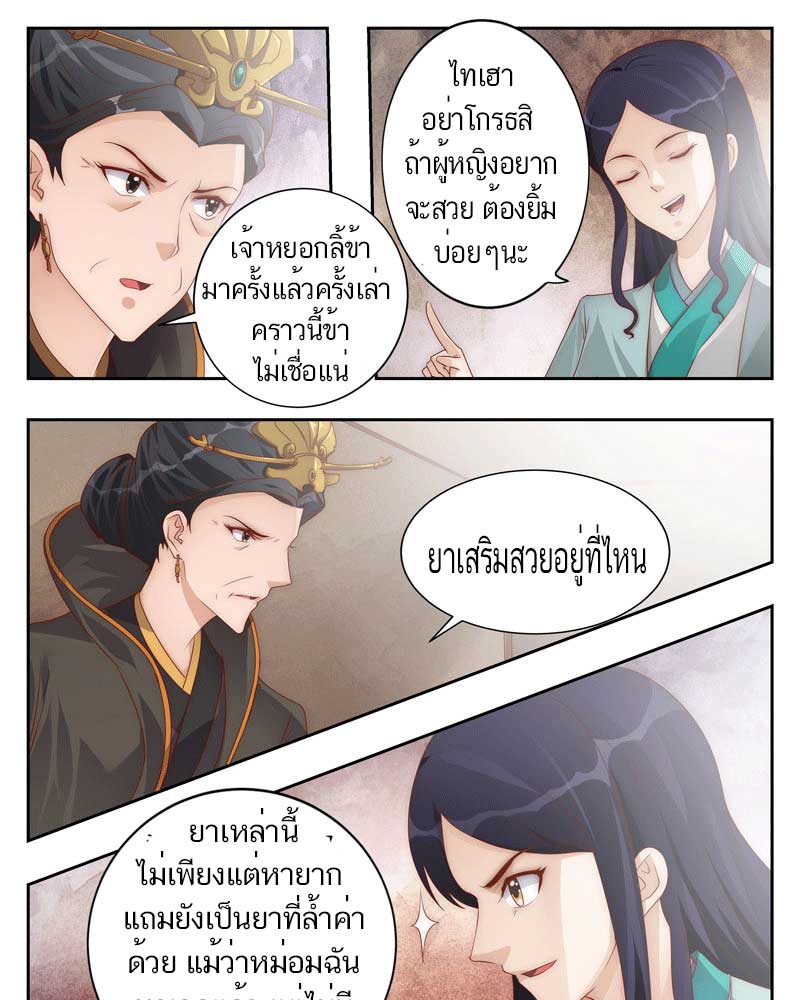 ไทเฮา
อย่าโกรธสิ
ถ้าผู้หญิงอยาก
จะสวย ต้องยิ้ม
บ่อยๆนะ
เจ้าหยอกลิ้ข้า
มาครั้งแล้วครั้งเล่า
คราวนี้ข้า
ไม่เชื่อแน่
ยาเสริมสวยอยู่ที่ไหน
ยาเหล่านี้
ไม่เพียงแต่หายาก
แถมยังเป็นยาที่ล้ำค่า
ด้วย แม้ว่าหม่อมฉัน